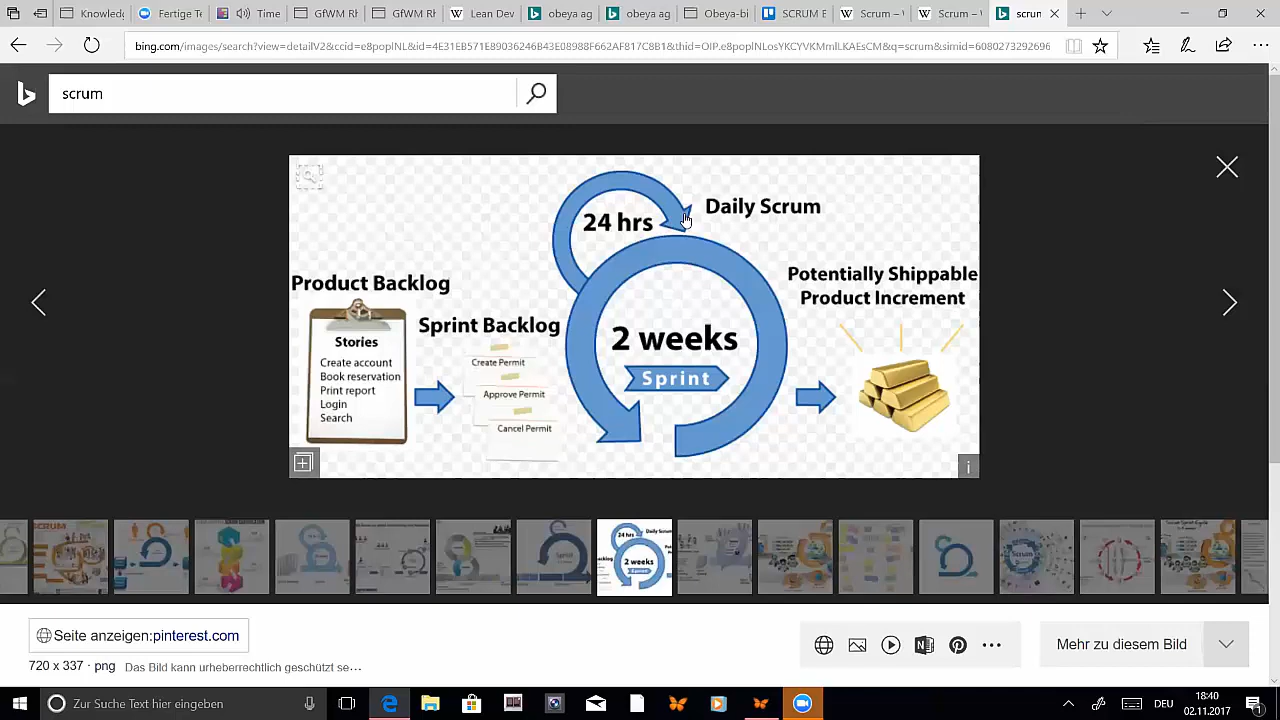 Knowledg
Fertige Te
Time
GfWM Rh
GfWM Rh
Lean Dev
obeya ag
obeya ag
Obeya-bi
SCRUM B
Scrum –
Scrum –
scrum
bing.com/images/search?view=detailV2&ccid=e8poplNL&id=4E31EB571E89036246B43E08988F662AF817C8B1&thid=OIP.e8poplNLosYKCYVKMmlLKAEsCM&q=scrum&simid=6080273292696
scrum
24 hrs
Daily Scrum
Product Backlog
Potentially Shippable
Product Increment
Sprint Backlog
Stories
Create account
Book reservation
Print report
Login
Search
Create Permit
Approve Permit
Cancel Permit
2 weeks
Sprint
Seite anzeigen:pinterest.com
720 x 337 · png
Das Bild kann urheberrechtlich geschützt se…
Mehr zu diesem Bild
Zur Suche Text hier eingeben
DEU
18:40
02.11.2017